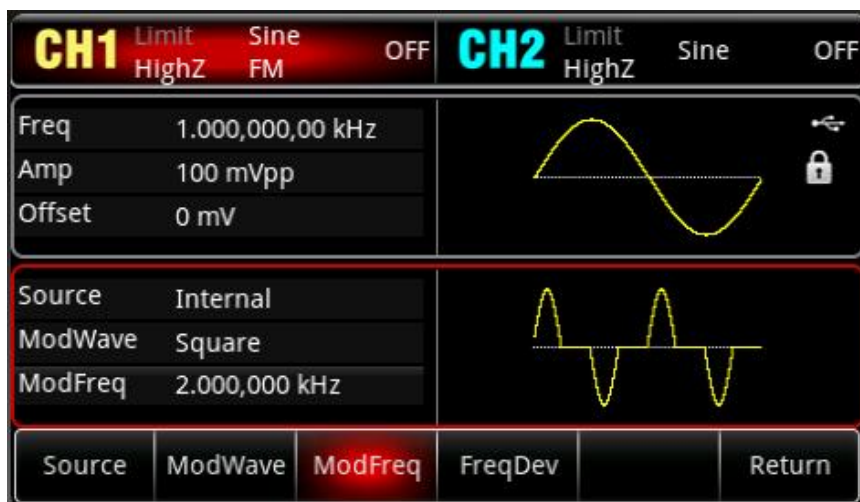 CH1 Limit Sine OFF CH2 Limit Sine OFF
HighZ FM HighZ
Freq 1.000,000,00 kHz
Amp 100 mVpp
Offset 0 mV
Source Internal
ModWave Square
ModFreq 2.000,000 kHz
Source ModWave ModFreq FreqDev Return